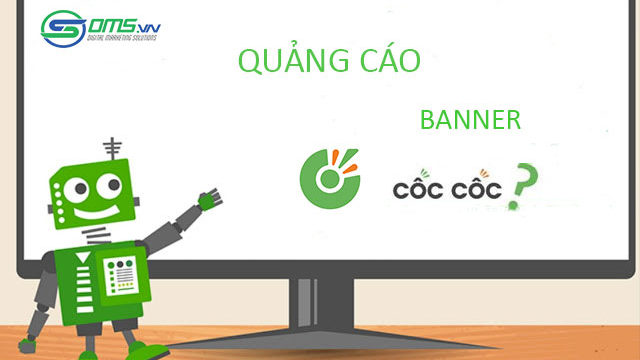 OMS.VN
DIGITAL MARKETING SOLUTIONS
QUẢNG CÁO
BANNER
cốc cốc ?